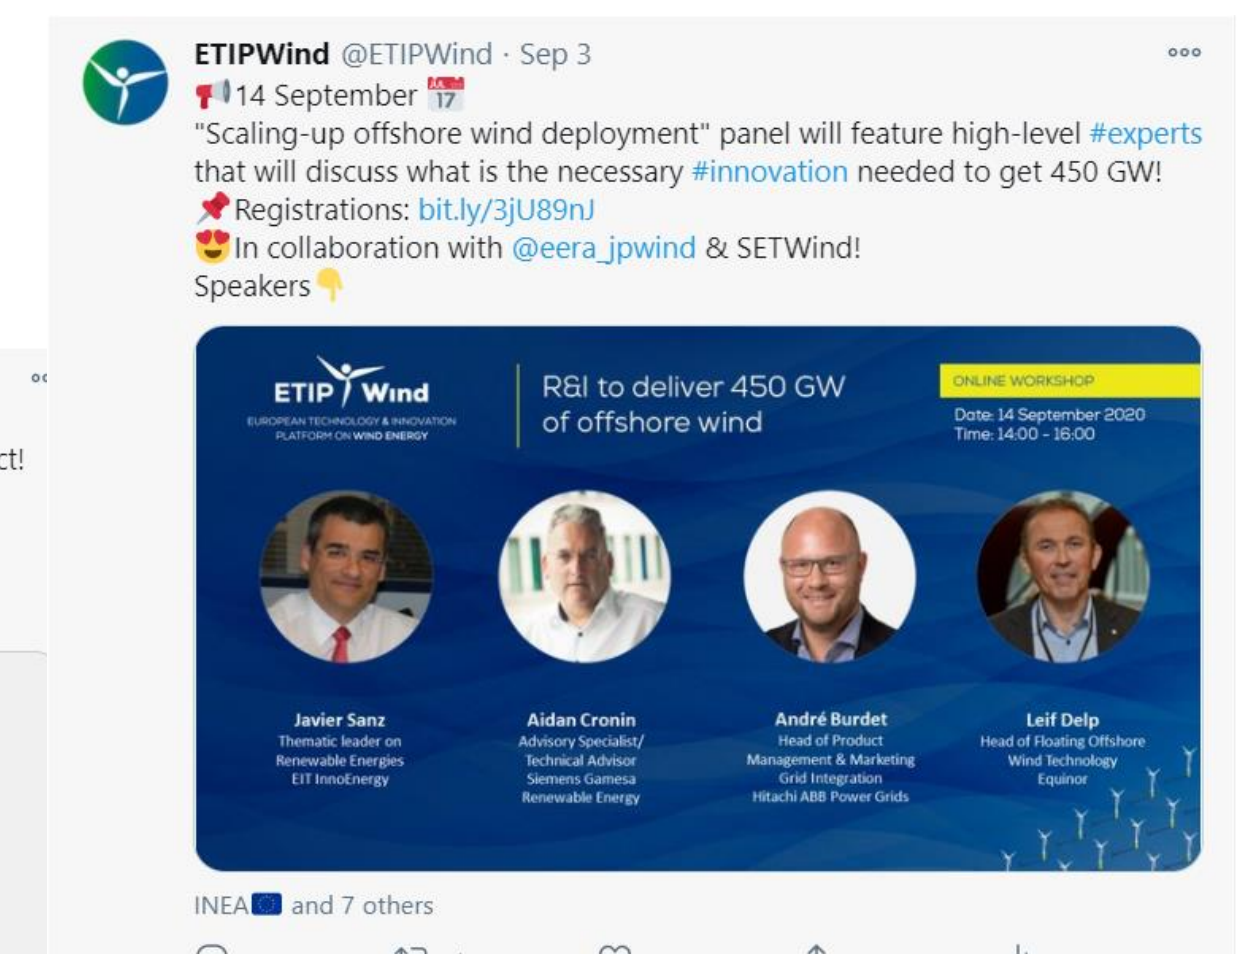 ETIPWind @ETIPWind · Sep 3
14 September
"Scaling-up offshore wind deployment" panel will feature high-level #experts
that will discuss what is the necessary #innovation needed to get 450 GW!
Registrations: bit.ly/3jU89nJ
In collaboration with @eera_jpwind & SETWind!
Speakers
ct!
ETIP Wind
EUROPEAN TECHNOLOGY & INNOVATION
PLATFORM ON WIND ENERGY
R&I to deliver 450 GW
of offshore wind
ONLINE WORKSHOP
Date: 14 September 2020
Time: 14:00 - 16:00
Javier Sanz
Thematic leader on
Renewable Energies
EIT InnoEnergy
Aidan Cronin
Advisory Specialist/
Technical Advisor
Siemens Gamesa
Renewable Energy
André Burdet
Head of Product
Management & Marketing
Grid Integration
Hitachi ABB Power Grids
Leif Delp
Head of Floating Offshore
Wind Technology
Equinor
INEA and 7 others